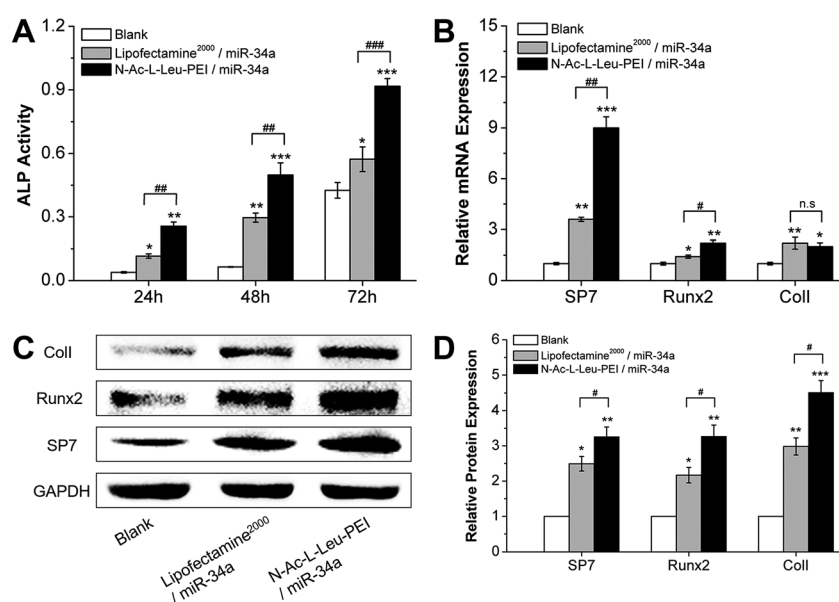 A
Blank
Lipofectamine2000 / miR-34a
N-Ac-L-Leu-PEI / miR-34a
ALP Activity
1.2
0.9
0.6
0.3
0.0
##
* **
##
** ***
###
* ***
24h 48h 72h
B
Blank
Lipofectamine2000 / miR-34a
N-Ac-L-Leu-PEI / miR-34a
Relative mRNA Expression
15
12
9
6
3
0
##
** ***
#
* **
n.s
** *
SP7 Runx2 ColI
C
ColI
Runx2
SP7
GAPDH
Blank
Lipofectamine2000
/ miR-34a
N-Ac-L-Leu-PEI
/ miR-34a
D
Blank
Lipofectamine2000 / miR-34a
N-Ac-L-Leu-PEI / miR-34a
Relative Protein Expression
6
5
4
3
2
1
0
#
* **
#
* **
#
** ***
SP7 Runx2 ColI